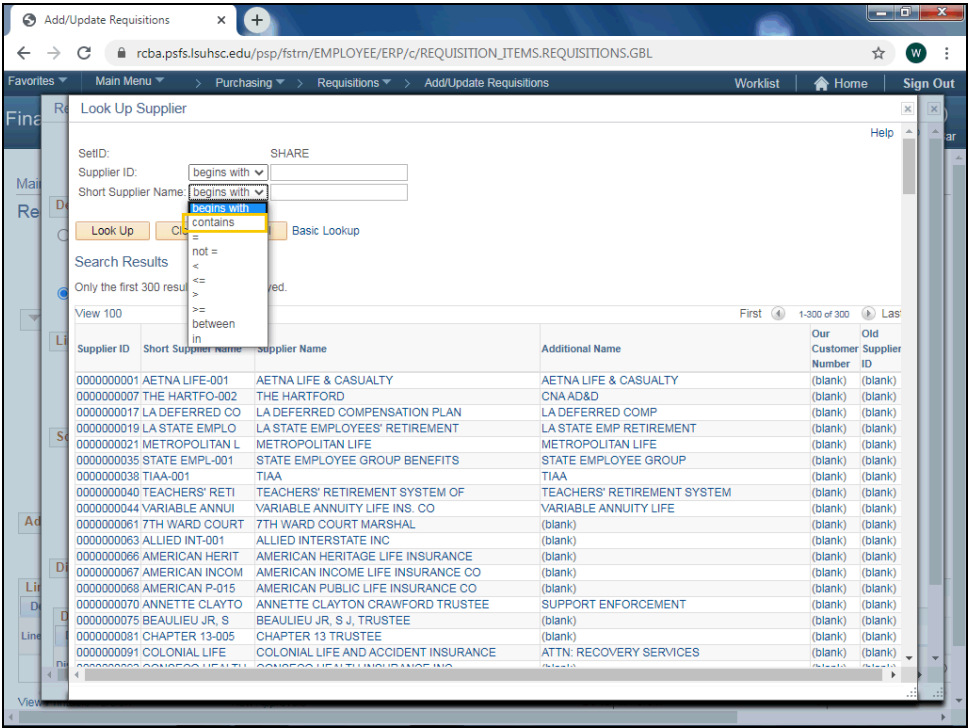 Add/Update Requisitions
rcba.psfs.lsuhsc.edu/psp/fstrn/EMPLOYEE/ERP/c/REQUISITION_ITEMS.REQUISITIONS.GBL
W
Favorites Main Menu > Purchasing > Requisitions > Add/Update Requisitions Worklist Home Sign Out
Look Up Supplier
Help
SetID: SHARE
Supplier ID: begins with
Short Supplier Name: begins with
begins with
contains
=
not =
<
<=
>
>=
between
in
Look Up Basic Lookup
Search Results
Only the first 300
View 100 First 1-300 of 300
Supplier ID Short Supplier Name Supplier Name Additional Name Our Customer Number Old Supplier ID
0000000001 AETNA LIFE-001 AETNA LIFE & CASUALTY AETNA LIFE & CASUALTY (blank) (blank)
0000000007 THE HARTFO-002 THE HARTFORD CNA AD&D (blank) (blank)
0000000017 LA DEFERRED CO LA DEFERRED COMPENSATION PLAN LA DEFERRED COMP (blank) (blank)
0000000019 LA STATE EMPLO LA STATE EMPLOYEES' RETIREMENT LA STATE EMP RETIREMENT (blank) (blank)
0000000021 METROPOLITAN L METROPOLITAN LIFE METROPOLITAN LIFE (blank) (blank)
0000000035 STATE EMPL-001 STATE EMPLOYEE GROUP BENEFITS STATE EMPLOYEE GROUP (blank) (blank)
0000000038 TIAA-001 TIAA TIAA (blank) (blank)
0000000040 TEACHERS' RETI TEACHERS' RETIREMENT SYSTEM OF TEACHERS' RETIREMENT SYSTEM (blank) (blank)
0000000044 VARIABLE ANNUI VARIABLE ANNUITY LIFE INS. CO VARIABLE ANNUITY LIFE (blank) (blank)
0000000061 7TH WARD COURT 7TH WARD COURT MARSHAL (blank) (blank) (blank)
0000000063 ALLIED INT-001 ALLIED INTERSTATE INC (blank) (blank) (blank)
0000000066 AMERICAN HERIT AMERICAN HERITAGE LIFE INSURANCE (blank) (blank) (blank)
0000000067 AMERICAN INCOM AMERICAN INCOME LIFE INSURANCE CO (blank) (blank) (blank)
0000000068 AMERICAN P-015 AMERICAN PUBLIC LIFE INSURANCE CO (blank) (blank) (blank)
0000000070 ANNETTE CLAYTO ANNETTE CLAYTON CRAWFORD TRUSTEE SUPPORT ENFORCEMENT (blank) (blank)
0000000075 BEAULIEU JR, S BEAULIEU JR, S J, TRUSTEE (blank) (blank) (blank)
0000000081 CHAPTER 13-005 CHAPTER 13 TRUSTEE (blank) (blank) (blank)
0000000091 COLONIAL LIFE COLONIAL LIFE AND ACCIDENT INSURANCE ATTN: RECOVERY SERVICES (blank) (blank)